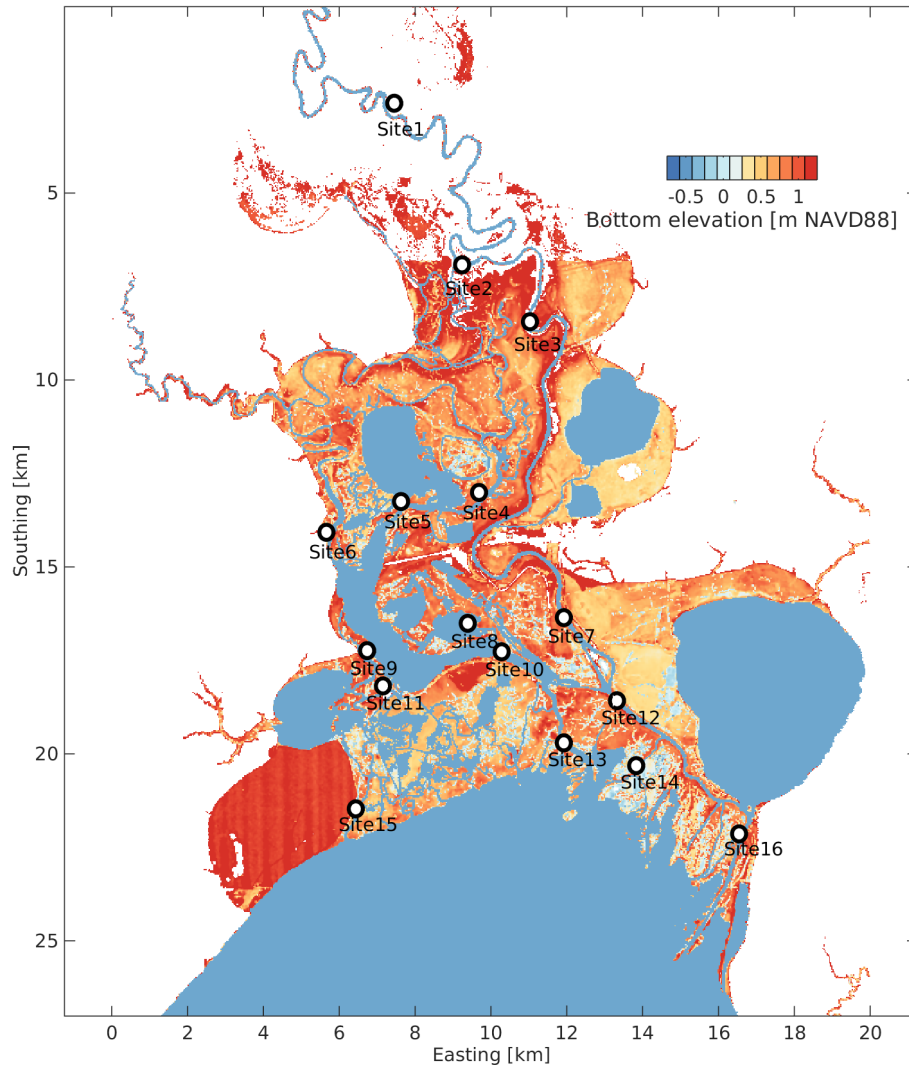 Site1
5
-0.5 0 0.5 1
Bottom elevation [m NAVD88]
Site2
Site3
10
Southing [km]
Site4
Site5
Site6
15
Site7
Site8
Site9
Site10
Site11
Site12
20
Site13
Site14
Site15
Site16
25
0 2 4 6 8 10 12 14 16 18 20
Easting [km]